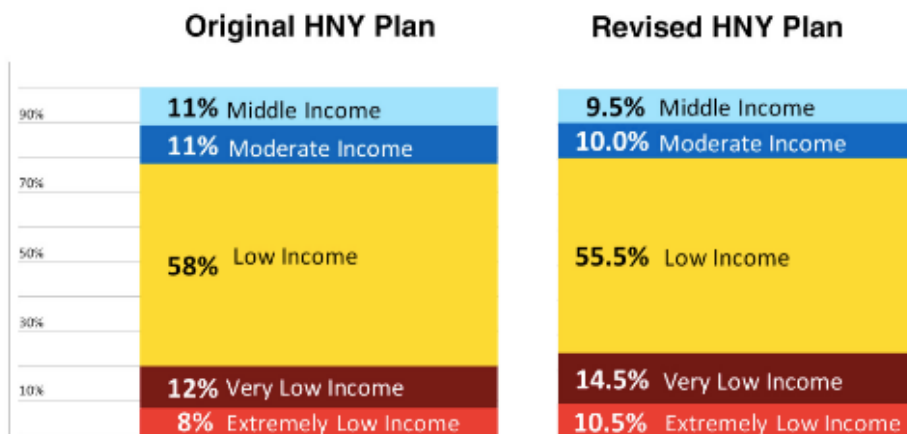 Original HNY Plan
Revised HNY Plan
90%
70%
50%
30%
10%
11% Middle Income
11% Moderate Income
58% Low Income
12% Very Low Income
8% Extremely Low Income
9.5% Middle Income
10.0% Moderate Income
55.5% Low Income
14.5% Very Low Income
10.5% Extremely Low Income